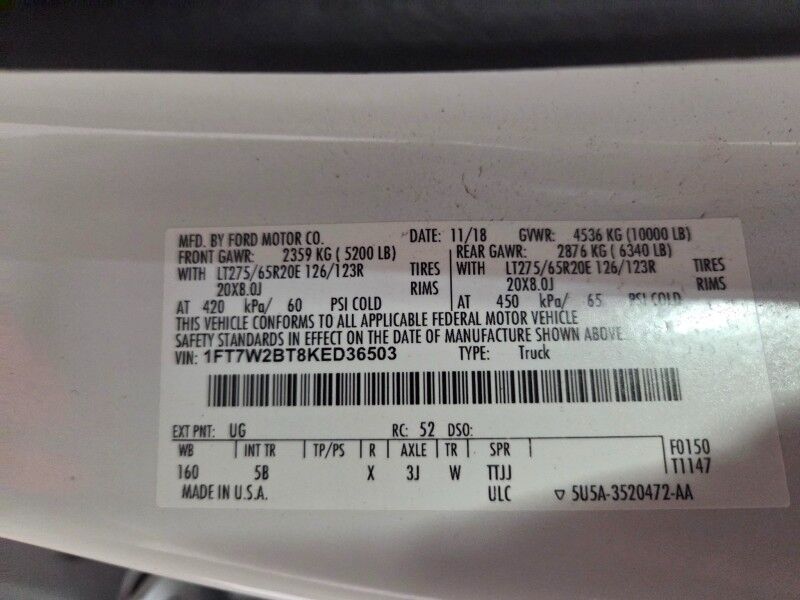 MFD. BY FORD MOTOR CO. DATE: 11/18 GVWR: 4536 KG (10000 LB)
FRONT GAWR: 2359 KG ( 5200 LB) REAR GAWR: 2876 KG ( 6340 LB)
WITH LT275/65R20E 126/123R TIRES WITH LT275/65R20E 126/123R TIRES
20X8.0J RIMS 20X8.0J RIMS
AT 420 kPa/ 60 PSI COLD AT 450 kPa/ 65 PSI COLD
THIS VEHICLE CONFORMS TO ALL APPLICABLE FEDERAL MOTOR VEHICLE
SAFETY STANDARDS IN EFFECT ON THE DATE OF MANUFACTURE SHOWN ABOVE.
VIN: 1FT7W2BT8KED36503 TYPE: Truck
EXT PNT: UG RC: 52 DSO:
WB INT TR TP/PS R AXLE TR SPR F0150
160 5B X 3J W TTJJ T1147
MADE IN U.S.A. ULC ▽ 5U5A-3520472-AA